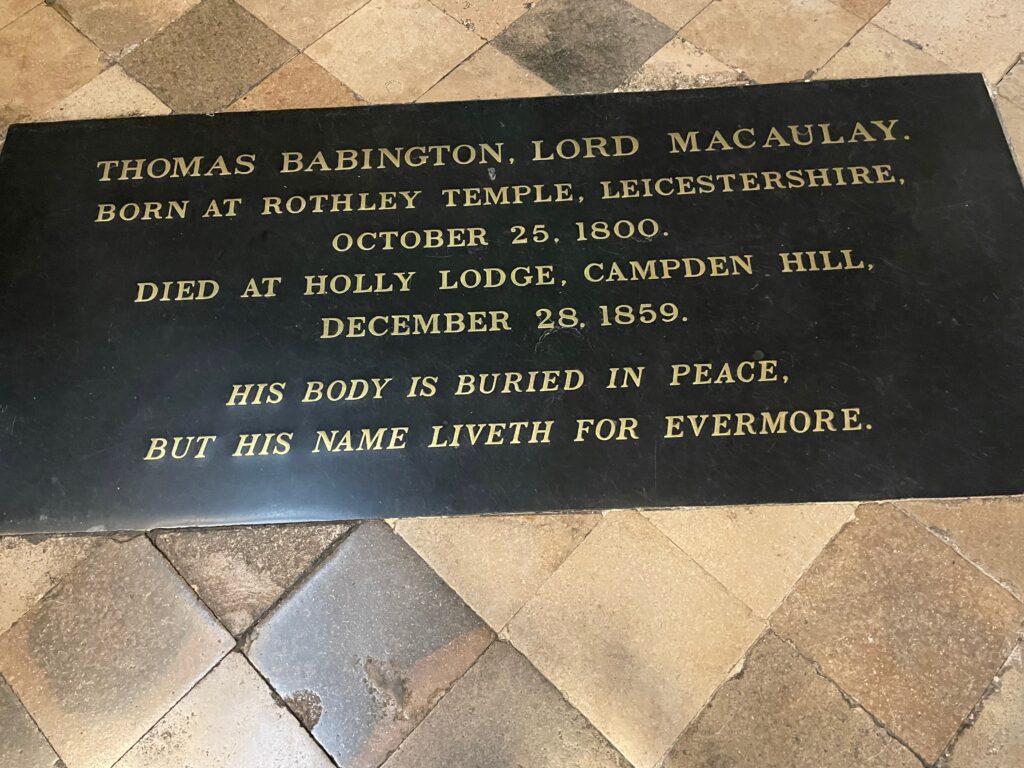 THOMAS BABINGTON, LORD MACAULAY.
BORN AT ROTHLEY TEMPLE, LEICESTERSHIRE,
OCTOBER 25, 1800.
DIED AT HOLLY LODGE, CAMPDEN HILL,
DECEMBER 28, 1859.
HIS BODY IS BURIED IN PEACE,
BUT HIS NAME LIVETH FOR EVERMORE.